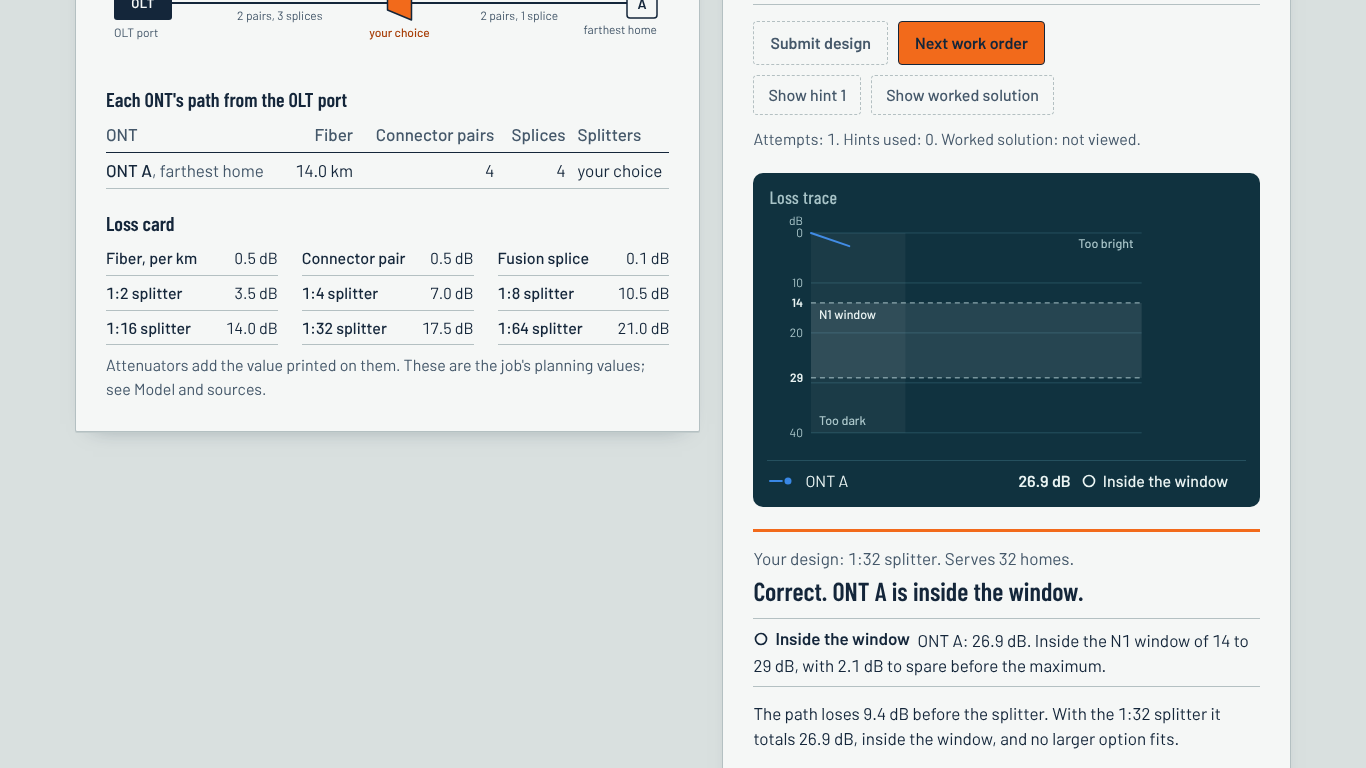 OLT
A
2 pairs, 3 splices
2 pairs, 1 splice
OLT port
your choice
farthest home
Each ONT's path from the OLT port
ONT Fiber Connector pairs Splices Splitters
ONT A, farthest home 14.0 km 4 4 your choice
Loss card
Fiber, per km 0.5 dB Connector pair 0.5 dB Fusion splice 0.1 dB
1:2 splitter 3.5 dB 1:4 splitter 7.0 dB 1:8 splitter 10.5 dB
1:16 splitter 14.0 dB 1:32 splitter 17.5 dB 1:64 splitter 21.0 dB
Attenuators add the value printed on them. These are the job's planning values;
see Model and sources.
Submit design
Next work order
Show hint 1
Show worked solution
Attempts: 1. Hints used: 0. Worked solution: not viewed.
Loss trace
dB
0
Too bright
10
14
N1 window
20
29
Too dark
40
ONT A 26.9 dB Inside the window
Your design: 1:32 splitter. Serves 32 homes.
Correct. ONT A is inside the window.
Inside the window ONT A: 26.9 dB. Inside the N1 window of 14 to
29 dB, with 2.1 dB to spare before the maximum.
The path loses 9.4 dB before the splitter. With the 1:32 splitter it
totals 26.9 dB, inside the window, and no larger option fits.